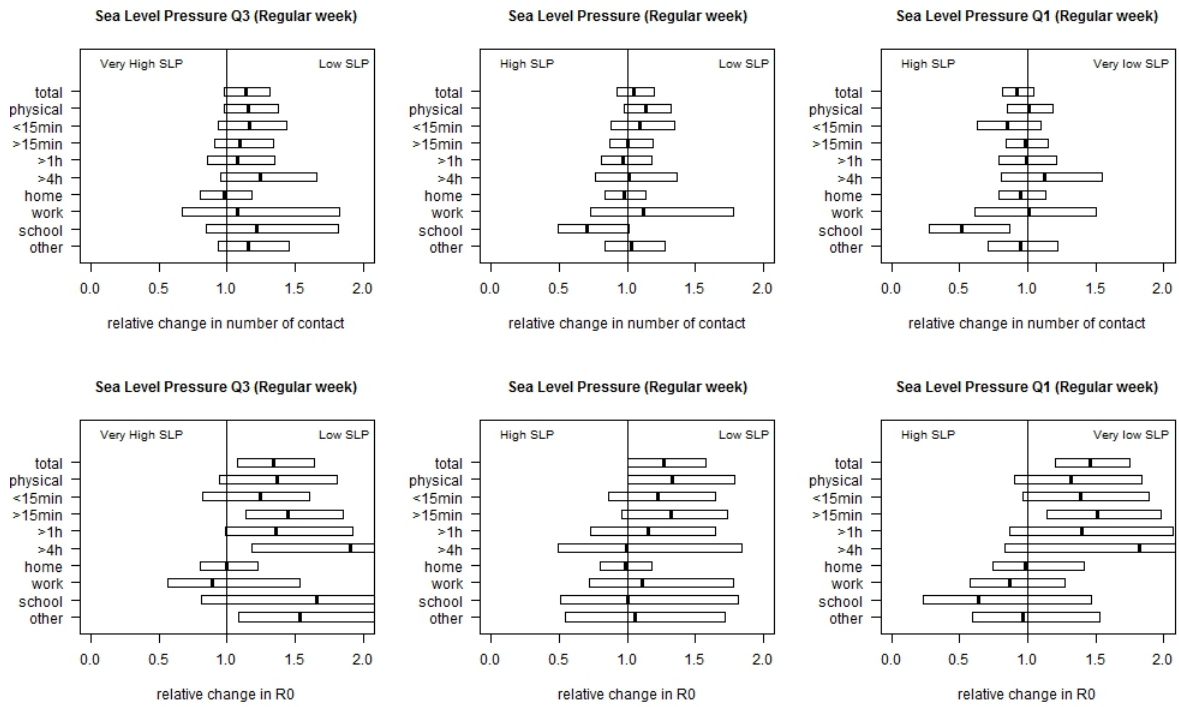 Sea Level Pressure Q3 (Regular week)
Very High SLP Low SLP
total
physical
<15min
>15min
>1h
>4h
home
work
school
other
0.0 0.5 1.0 1.5 2.0
relative change in number of contact
Sea Level Pressure (Regular week)
High SLP Low SLP
total
physical
<15min
>15min
>1h
>4h
home
work
school
other
0.0 0.5 1.0 1.5 2.0
relative change in number of contact
Sea Level Pressure Q1 (Regular week)
High SLP Very low SLP
total
physical
<15min
>15min
>1h
>4h
home
work
school
other
0.0 0.5 1.0 1.5 2.0
relative change in number of contact
Sea Level Pressure Q3 (Regular week)
Very High SLP Low SLP
total
physical
<15min
>15min
>1h
>4h
home
work
school
other
0.0 0.5 1.0 1.5 2.0
relative change in R0
Sea Level Pressure (Regular week)
High SLP Low SLP
total
physical
<15min
>15min
>1h
>4h
home
work
school
other
0.0 0.5 1.0 1.5 2.0
relative change in R0
Sea Level Pressure Q1 (Regular week)
High SLP Very low SLP
total
physical
<15min
>15min
>1h
>4h
home
work
school
other
0.0 0.5 1.0 1.5 2.0
relative change in R0